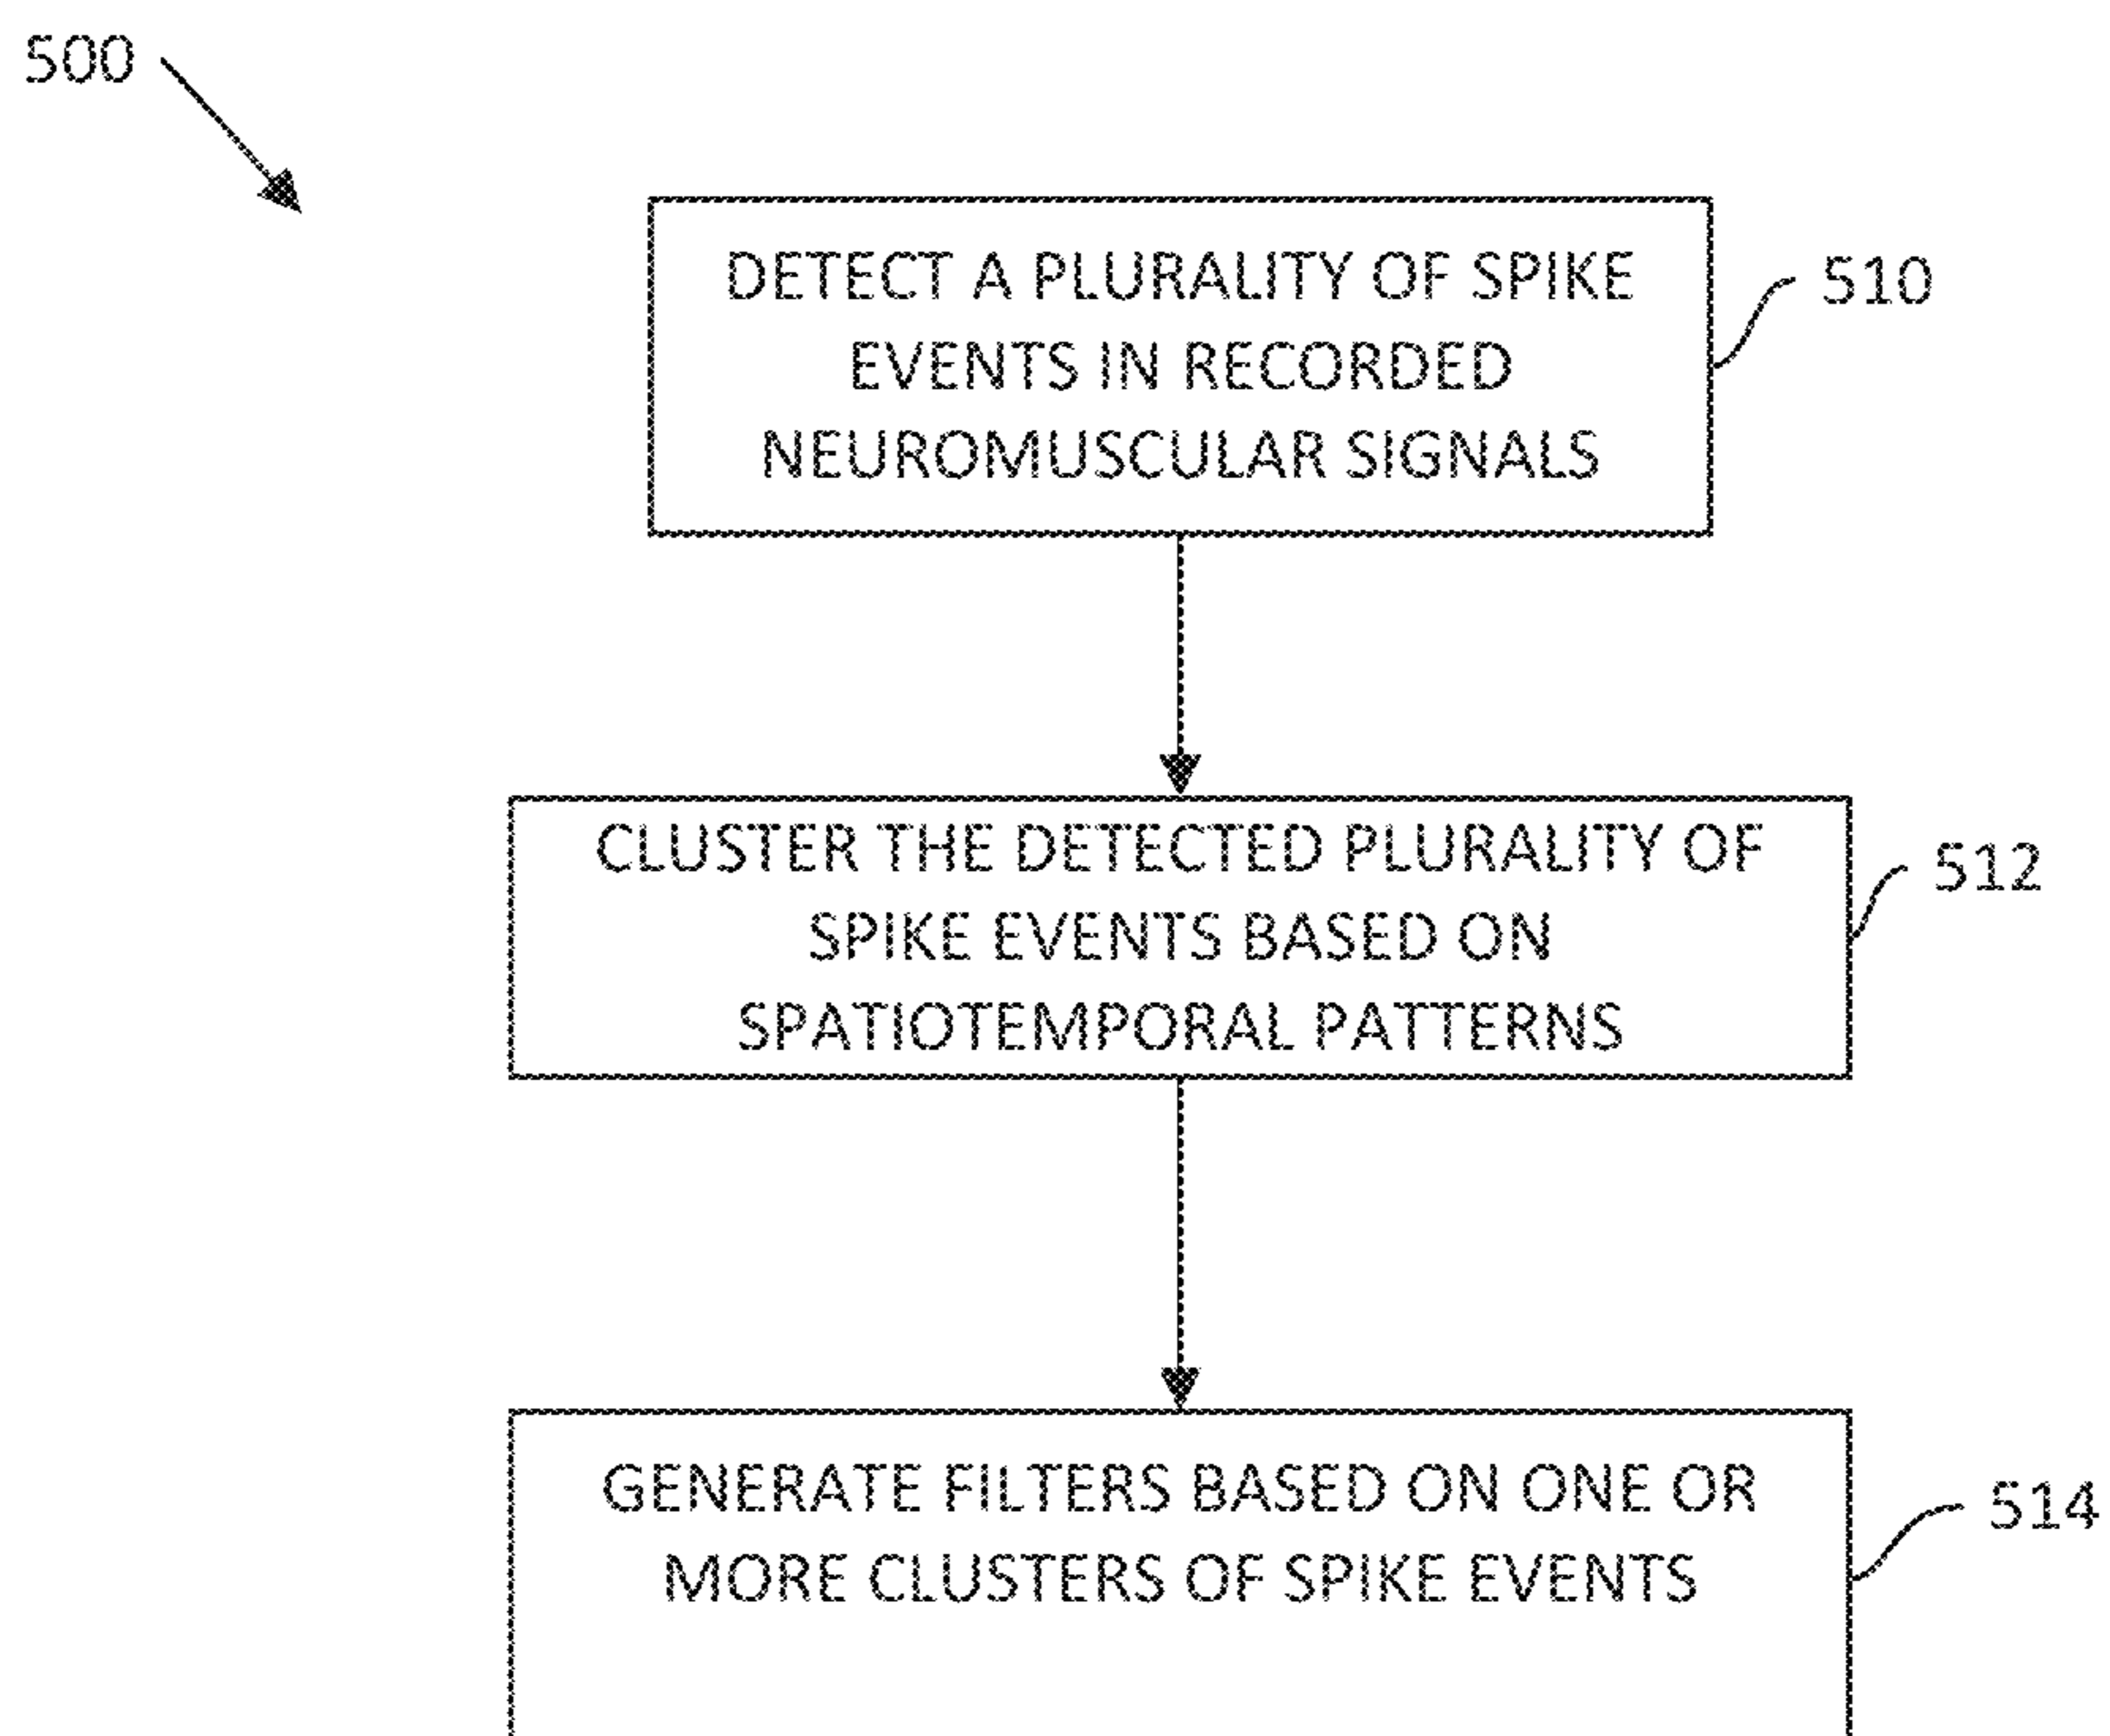 500
DETECT A PLURALITY OF SPIKE
EVENTS IN RECORDED
NEUROMUSCULAR SIGNALS
510
CLUSTER THE DETECTED PLURALITY OF
SPIKE EVENTS BASED ON
SPATIOTEMPORAL PATTERNS
512
GENERATE FILTERS BASED ON ONE OR
MORE CLUSTERS OF SPIKE EVENTS
514